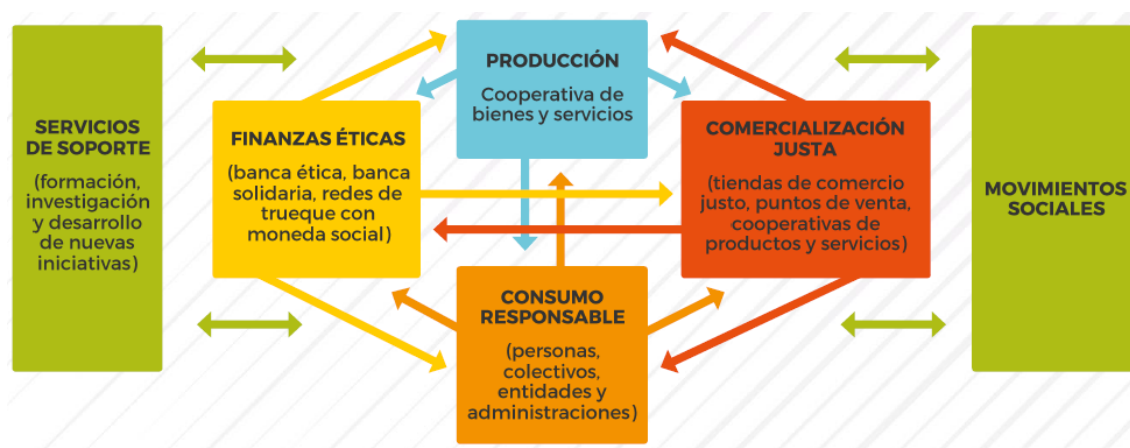 SERVICIOS
DE SOPORTE
(formación,
investigación
y desarrollo
de nuevas
iniciativas)
FINANZAS ÉTICAS
(banca ética, banca
solidaria, redes de
trueque con
moneda social)
PRODUCCIÓN
Cooperativa de
bienes y servicios
CONSUMO
RESPONSABLE
(personas,
colectivos,
entidades y
administraciones)
COMERCIALIZACIÓN
JUSTA
(tiendas de comercio
justo, puntos de venta,
cooperativas de
productos y servicios)
MOVIMIENTOS
SOCIALES